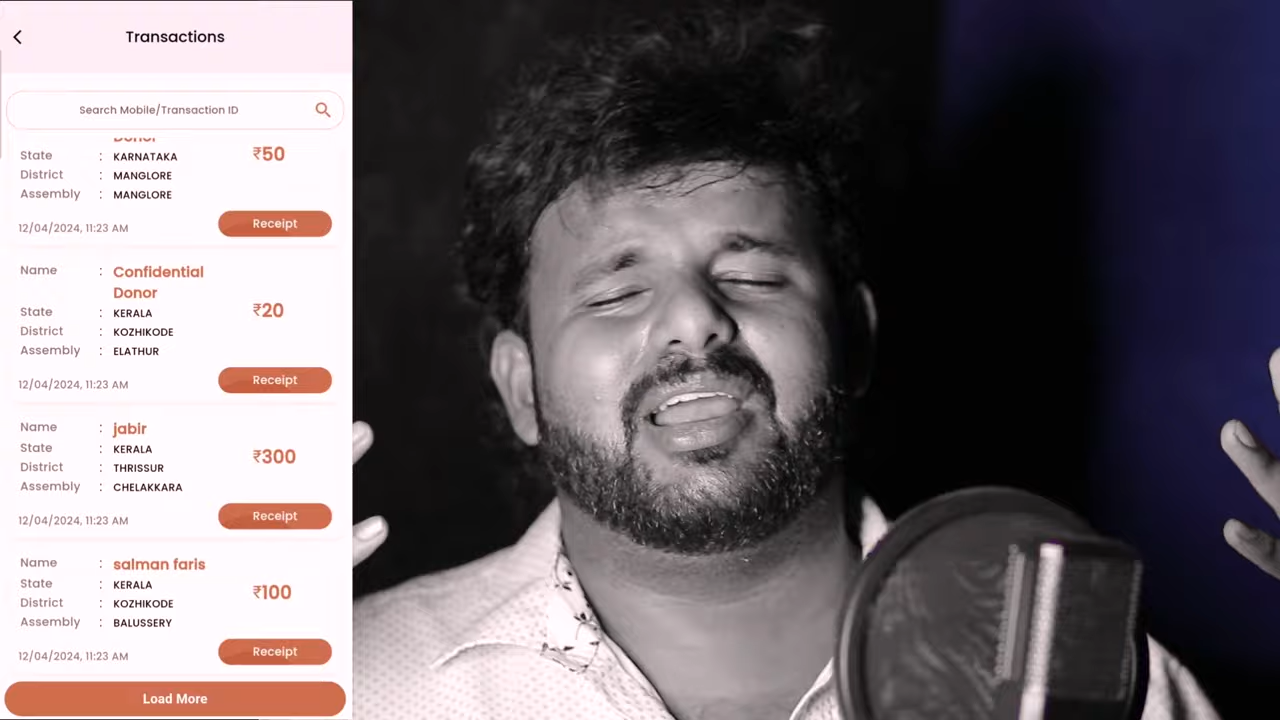 Transactions
Search Mobile/Transaction ID
Donor
State : KARNATAKA ₹50
District : MANGLORE
Assembly : MANGLORE
12/04/2024, 11:23 AM Receipt
Name : Confidential
Donor
State : KERALA ₹20
District : KOZHIKODE
Assembly : ELATHUR
12/04/2024, 11:23 AM Receipt
Name : jabir
State : KERALA ₹300
District : THRISSUR
Assembly : CHELAKKARA
12/04/2024, 11:23 AM Receipt
Name : salman faris
State : KERALA ₹100
District : KOZHIKODE
Assembly : BALUSSERY
12/04/2024, 11:23 AM Receipt
Load More